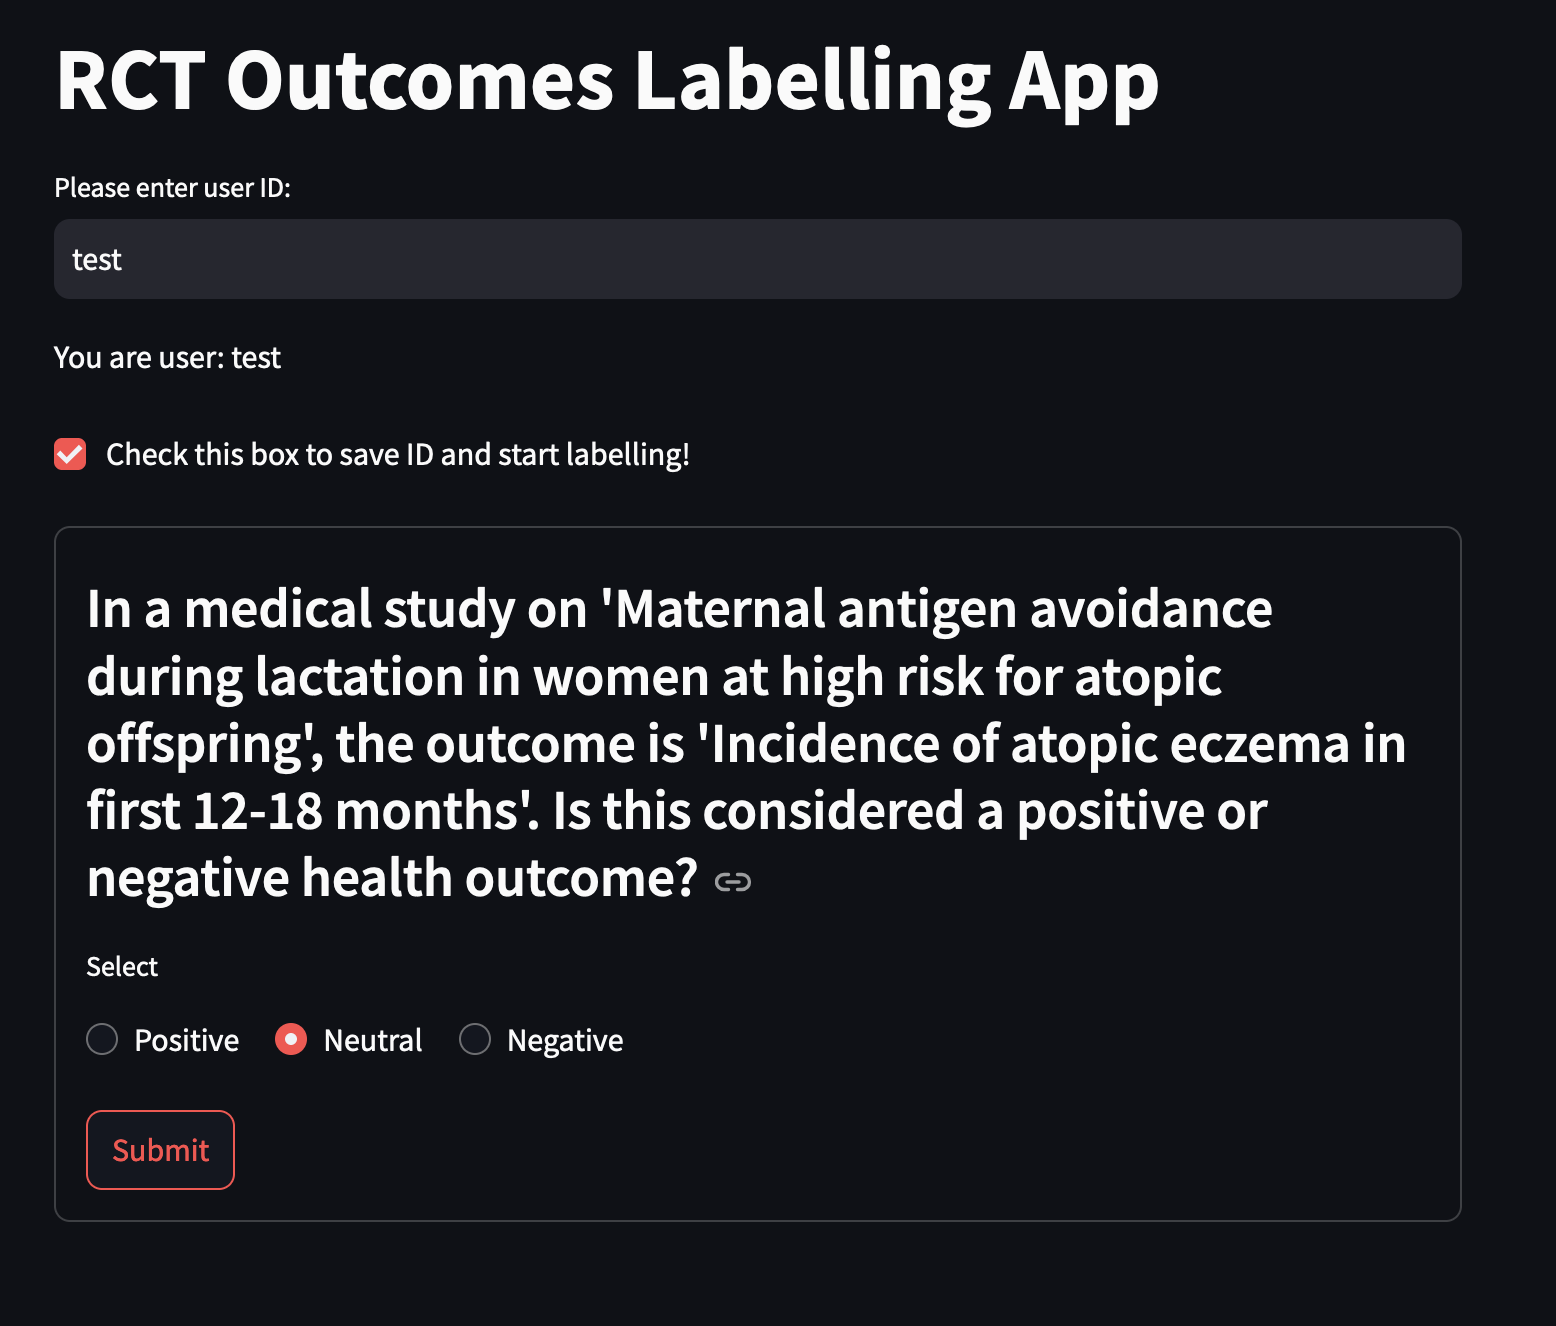 RCT Outcomes Labelling App
Please enter user ID:
test
You are user: test
Check this box to save ID and start labelling!
In a medical study on 'Maternal antigen avoidance
during lactation in women at high risk for atopic
offspring', the outcome is 'Incidence of atopic eczema in
first 12-18 months'. Is this considered a positive or
negative health outcome?
Select
Positive Neutral Negative
Submit